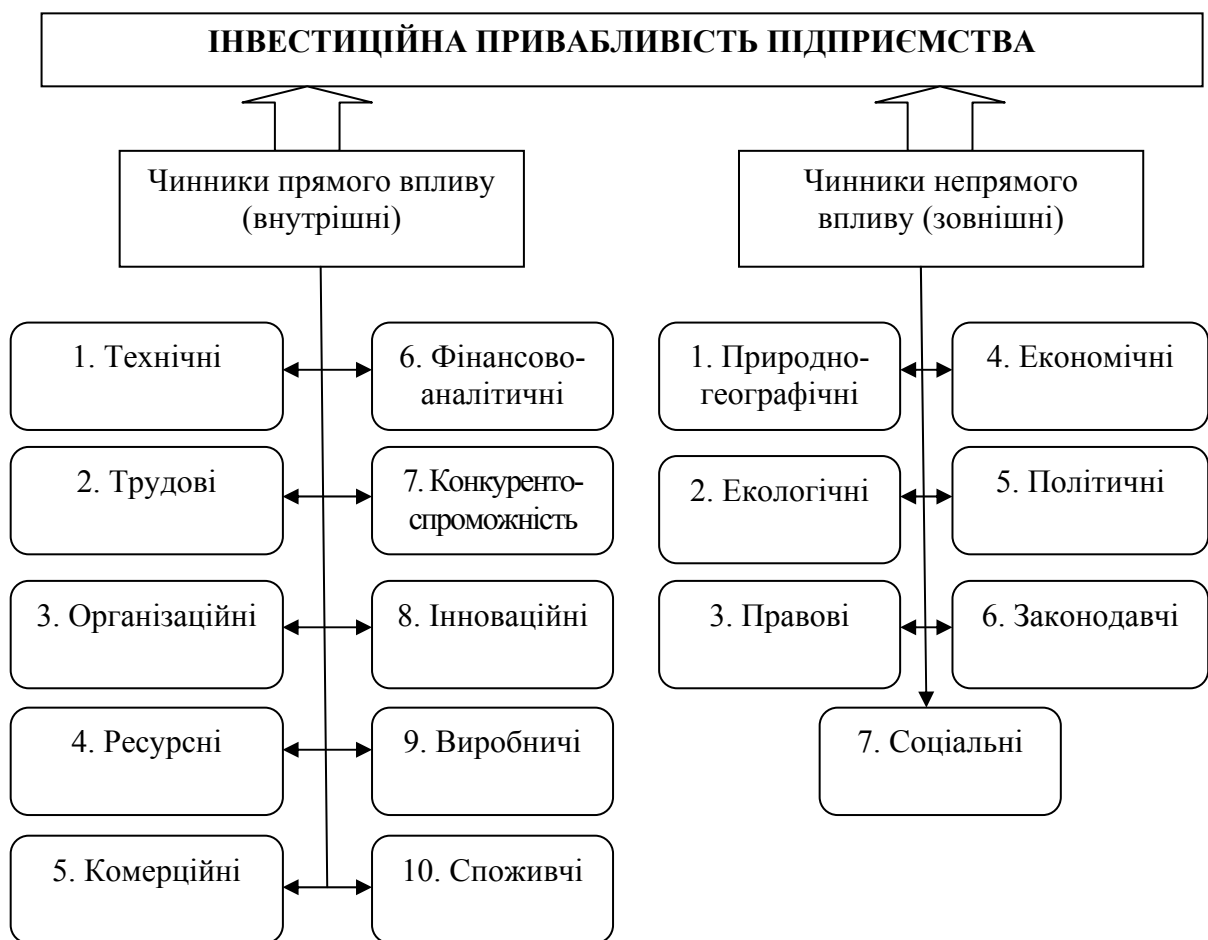 ІНВЕСТИЦІЙНА ПРИВАБЛИВІСТЬ ПІДПРИЄМСТВА
Чинники прямого впливу
(внутрішні)
Чинники непрямого
впливу (зовнішні)
1. Технічні
6. Фінансово-
аналітичні
2. Трудові
7. Конкуренто-
спроможність
3. Організаційні
8. Інноваційні
4. Ресурсні
9. Виробничі
5. Комерційні
10. Споживчі
1. Природно-
географічні
4. Економічні
2. Екологічні
5. Політичні
3. Правові
6. Законодавчі
7. Соціальні